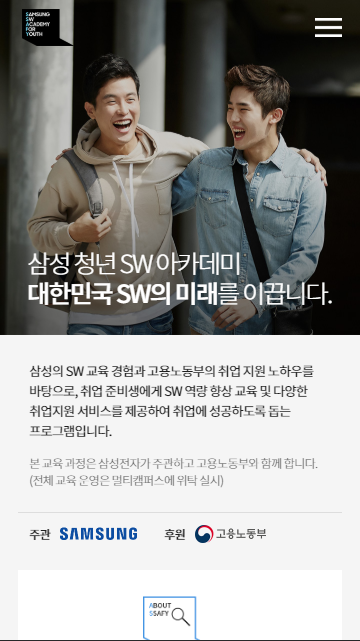 SAMSUNG
SW
ACADEMY
FOR
YOUTH
삼성 청년 SW 아카데미
대한민국 SW의 미래를 이끕니다.
삼성의 SW 교육 경험과 고용노동부의 취업 지원 노하우를
바탕으로, 취업 준비생에게 SW 역량 향상 교육 및 다양한
취업지원 서비스를 제공하여 취업에 성공하도록 돕는
프로그램입니다.
본 교육 과정은 삼성전자가 주관하고 고용노동부와 함께 합니다.
(전체 교육 운영은 멀티캠퍼스에 위탁 실시)
주관 SAMSUNG 후원 고용노동부
ABOUT
SSAFY